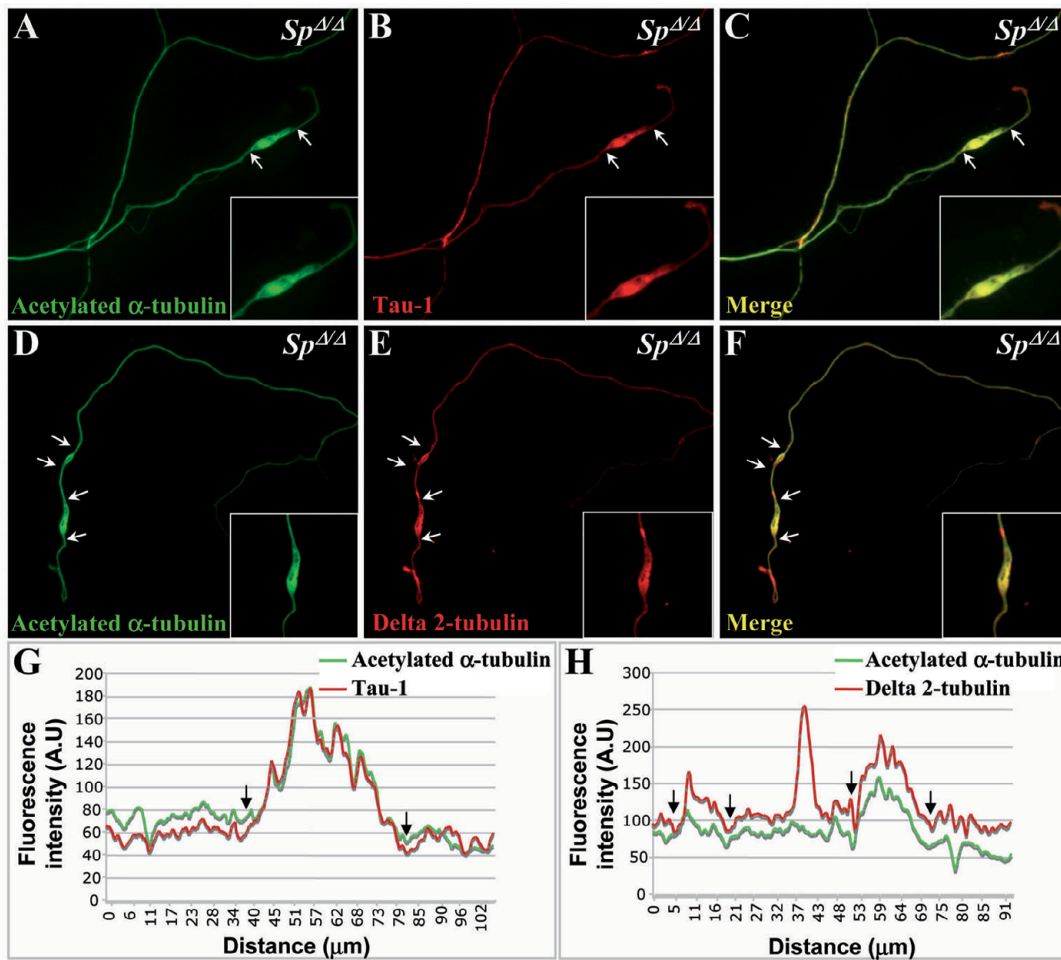 A Sp^Δ/Δ B Sp^Δ/Δ C Sp^Δ/Δ
Acetylated α-tubulin Tau-1 Merge
D Sp^Δ/Δ E Sp^Δ/Δ F Sp^Δ/Δ
Acetylated α-tubulin Delta 2-tubulin Merge
G
Acetylated α-tubulin
Tau-1
Fluorescence intensity (A.U)
200
180
160
140
120
100
80
60
40
20
0
0 6 11 17 23 28 34 40 45 51 57 62 68 73 79 85 90 96 102
Distance (μm)
H
Acetylated α-tubulin
Delta 2-tubulin
Fluorescence intensity (A.U)
300
250
200
150
100
50
0
0 5 11 16 21 27 32 37 43 48 53 59 64 69 75 80 85 91
Distance (μm)